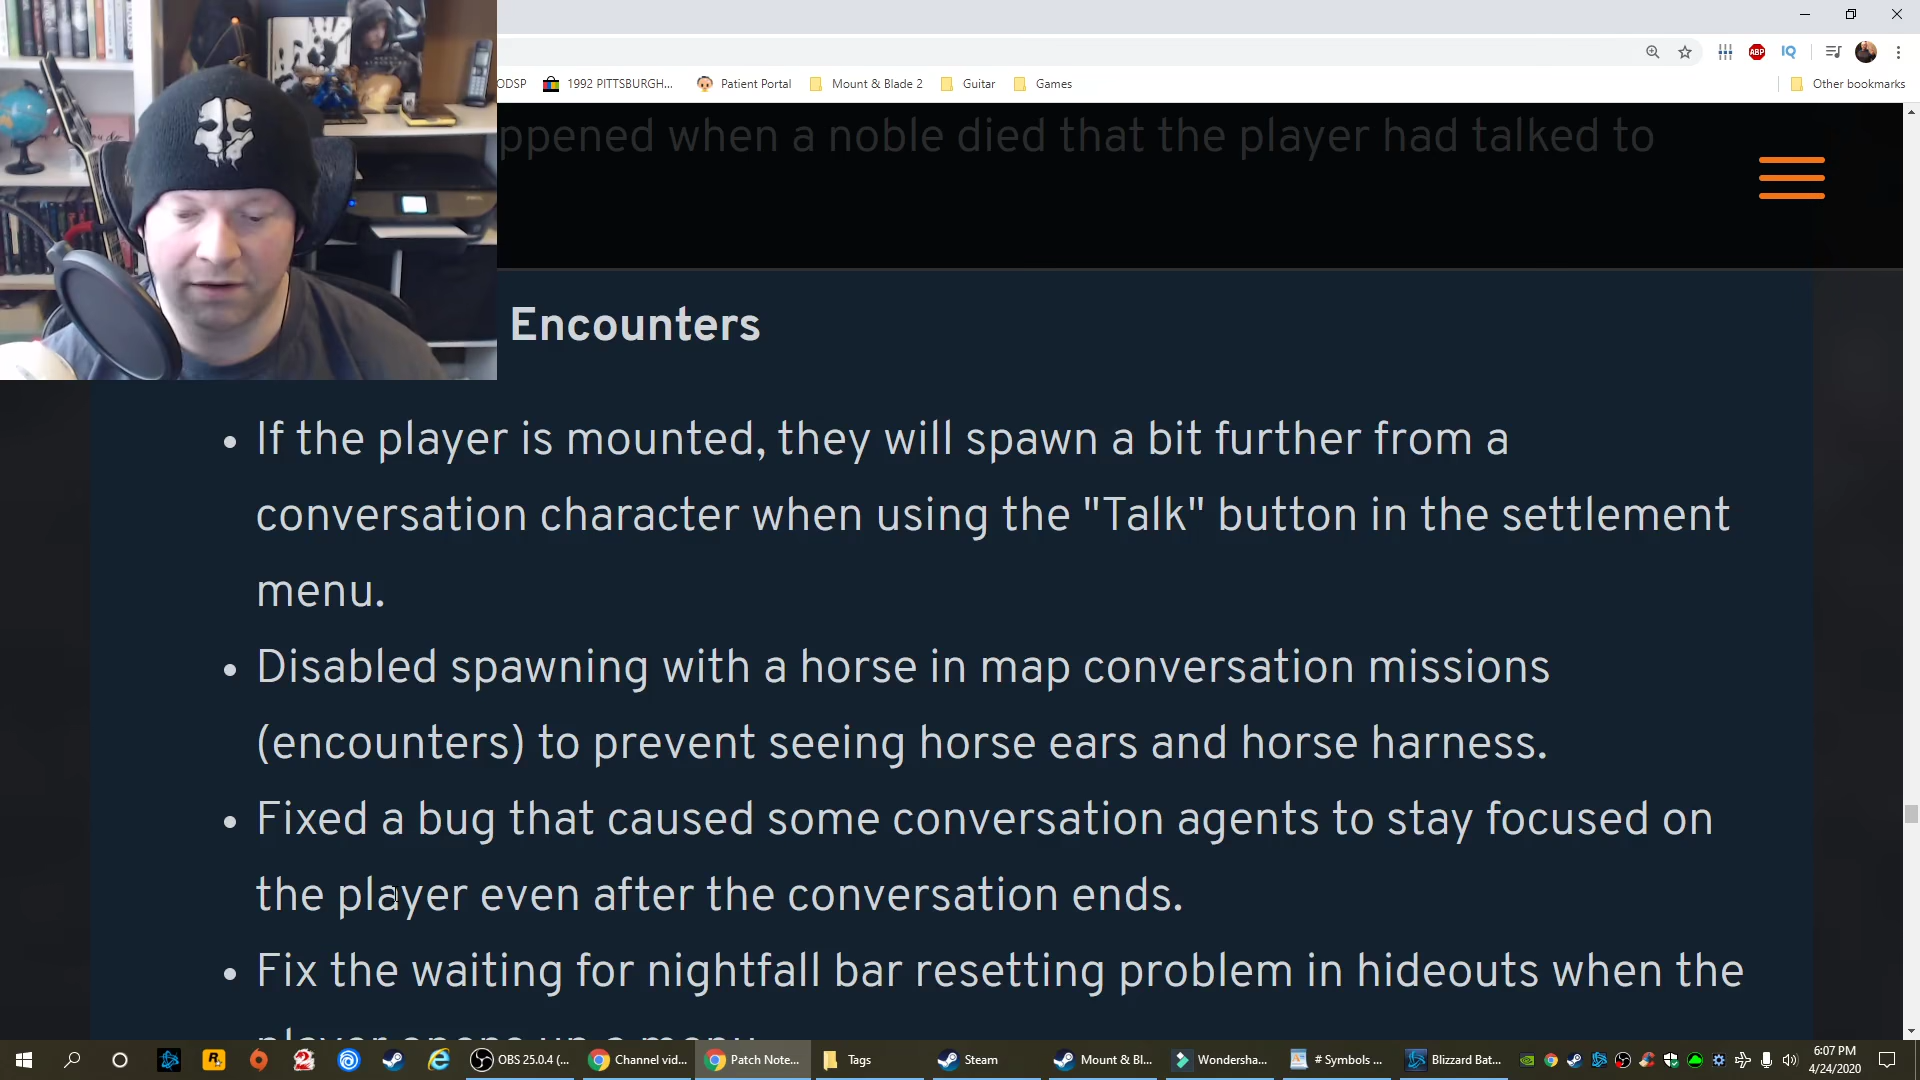 ODSP 1992 PITTSBURGH... Patient Portal Mount & Blade 2 Guitar Games Other bookmarks
ppened when a noble died that the player had talked to
Encounters
If the player is mounted, they will spawn a bit further from a
conversation character when using the "Talk" button in the settlement
menu.
Disabled spawning with a horse in map conversation missions
(encounters) to prevent seeing horse ears and horse harness.
Fixed a bug that caused some conversation agents to stay focused on
the player even after the conversation ends.
Fix the waiting for nightfall bar resetting problem in hideouts when the
player opens up a menu.
OBS 25.0.4 (... Channel vid... Patch Note... Tags Steam Mount & Bl... Wondersha... # Symbols ... Blizzard Bat... 6:07 PM
4/24/2020